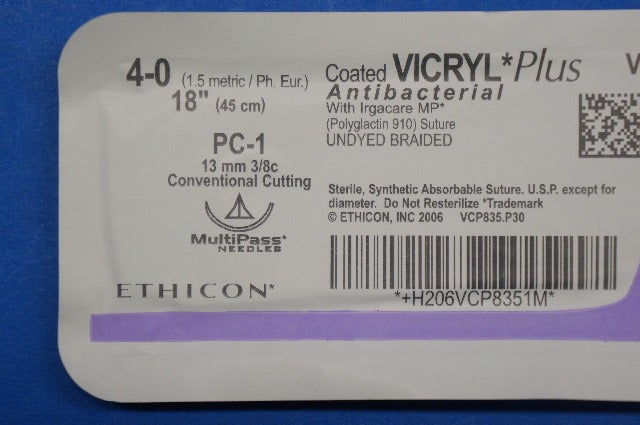 4-0 (1.5 metric / Ph. Eur.)
18" (45 cm)
PC-1
13 mm 3/8c
Conventional Cutting
MultiPass*
NEEDLES
ETHICON*
Coated VICRYL* Plus
Antibacterial
With Irgacare MP*
(Polyglactin 910) Suture
UNDYED BRAIDED
V
Sterile, Synthetic Absorbable Suture. U.S.P. except for
diameter. Do Not Resterilize *Trademark
© ETHICON, INC 2006 VCP835.P30
*+H206VCP8351M*